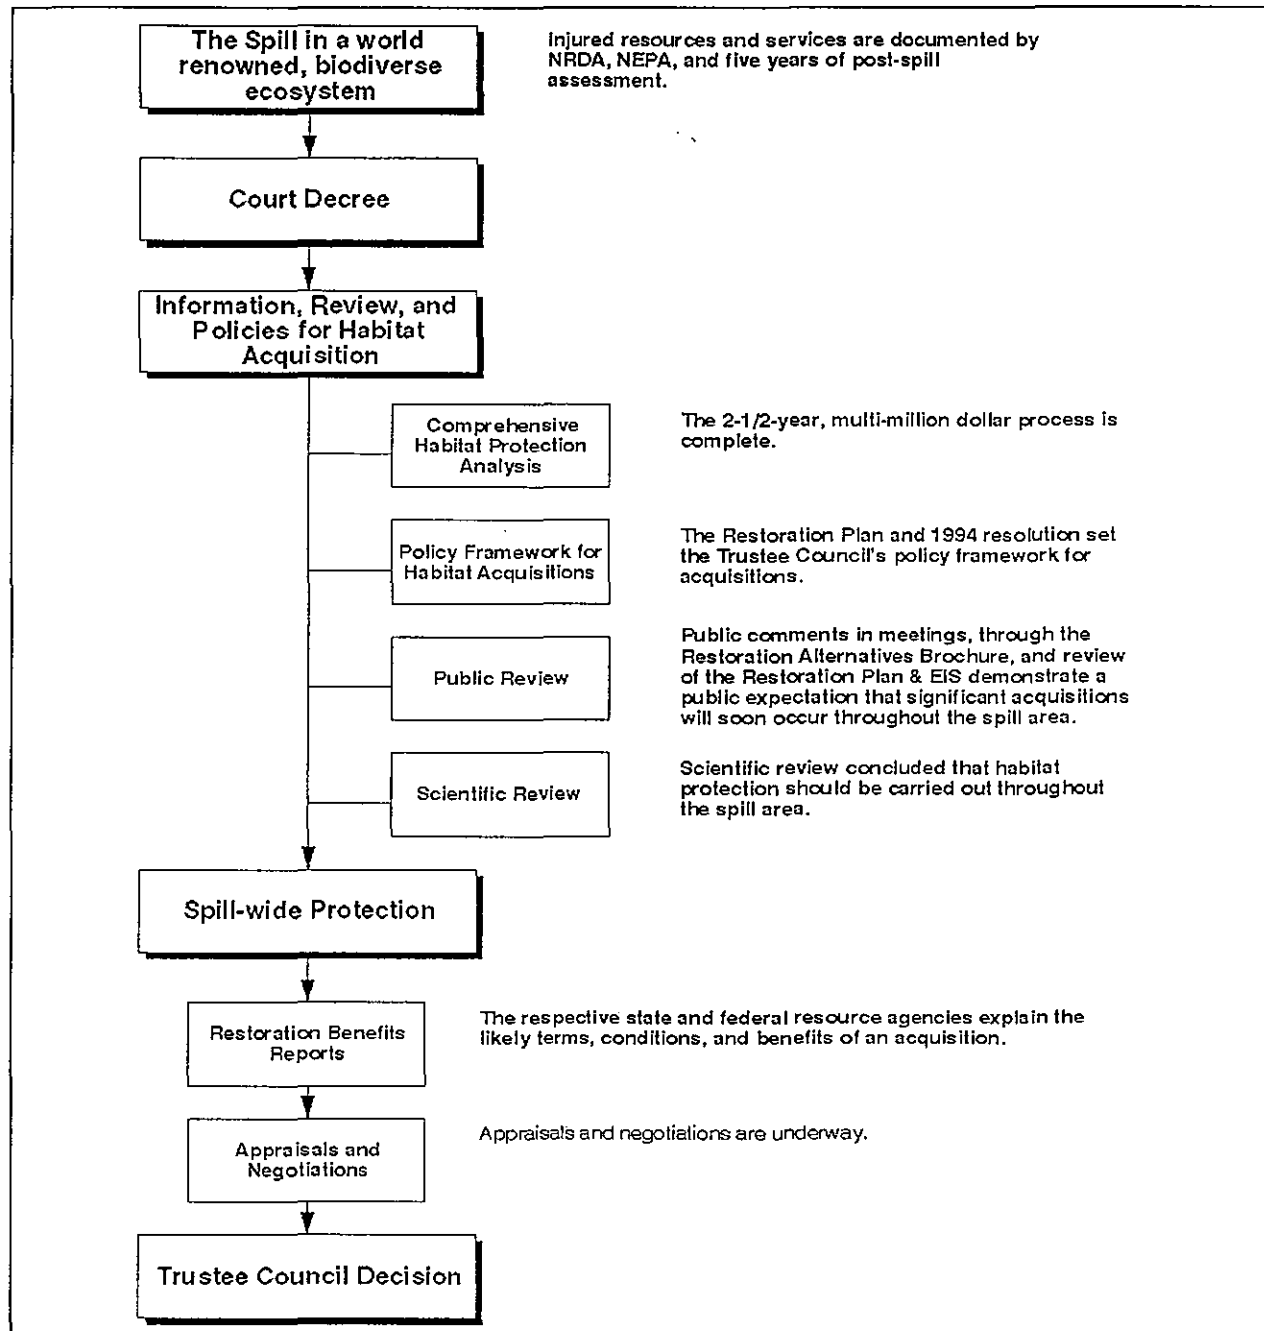 The Spill in a world
renowned, biodiverse
ecosystem
Injured resources and services are documented by
NRDA, NEPA, and five years of post-spill
assessment.
Court Decree
Information, Review, and
Policies for Habitat
Acquisition
Comprehensive
Habitat Protection
Analysis
The 2-1/2-year, multi-million dollar process is
complete.
Policy Framework for
Habitat Acquisitions
The Restoration Plan and 1994 resolution set
the Trustee Council's policy framework for
acquisitions.
Public Review
Public comments in meetings, through the
Restoration Alternatives Brochure, and review
of the Restoration Plan & EIS demonstrate a
public expectation that significant acquisitions
will soon occur throughout the spill area.
Scientific Review
Scientific review concluded that habitat
protection should be carried out throughout
the spill area.
Spill-wide Protection
Restoration Benefits
Reports
The respective state and federal resource agencies explain the
likely terms, conditions, and benefits of an acquisition.
Appraisals and
Negotiations
Appraisals and negotiations are underway.
Trustee Council Decision